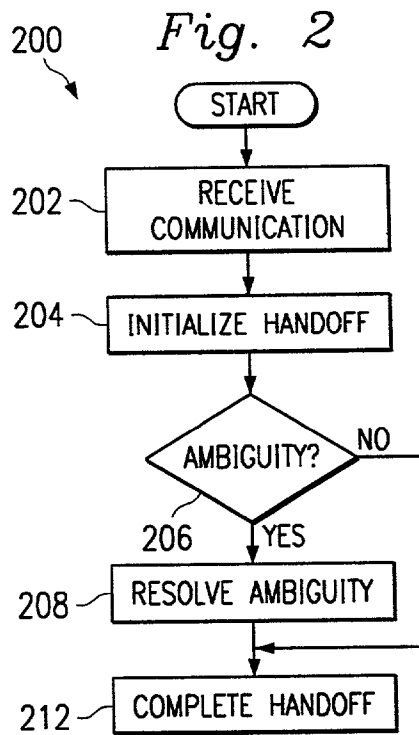 Fig. 2
200
START
202
RECEIVE
COMMUNICATION
204
INITIALIZE HANDOFF
AMBIGUITY?
NO
206
YES
208
RESOLVE AMBIGUITY
212
COMPLETE HANDOFF